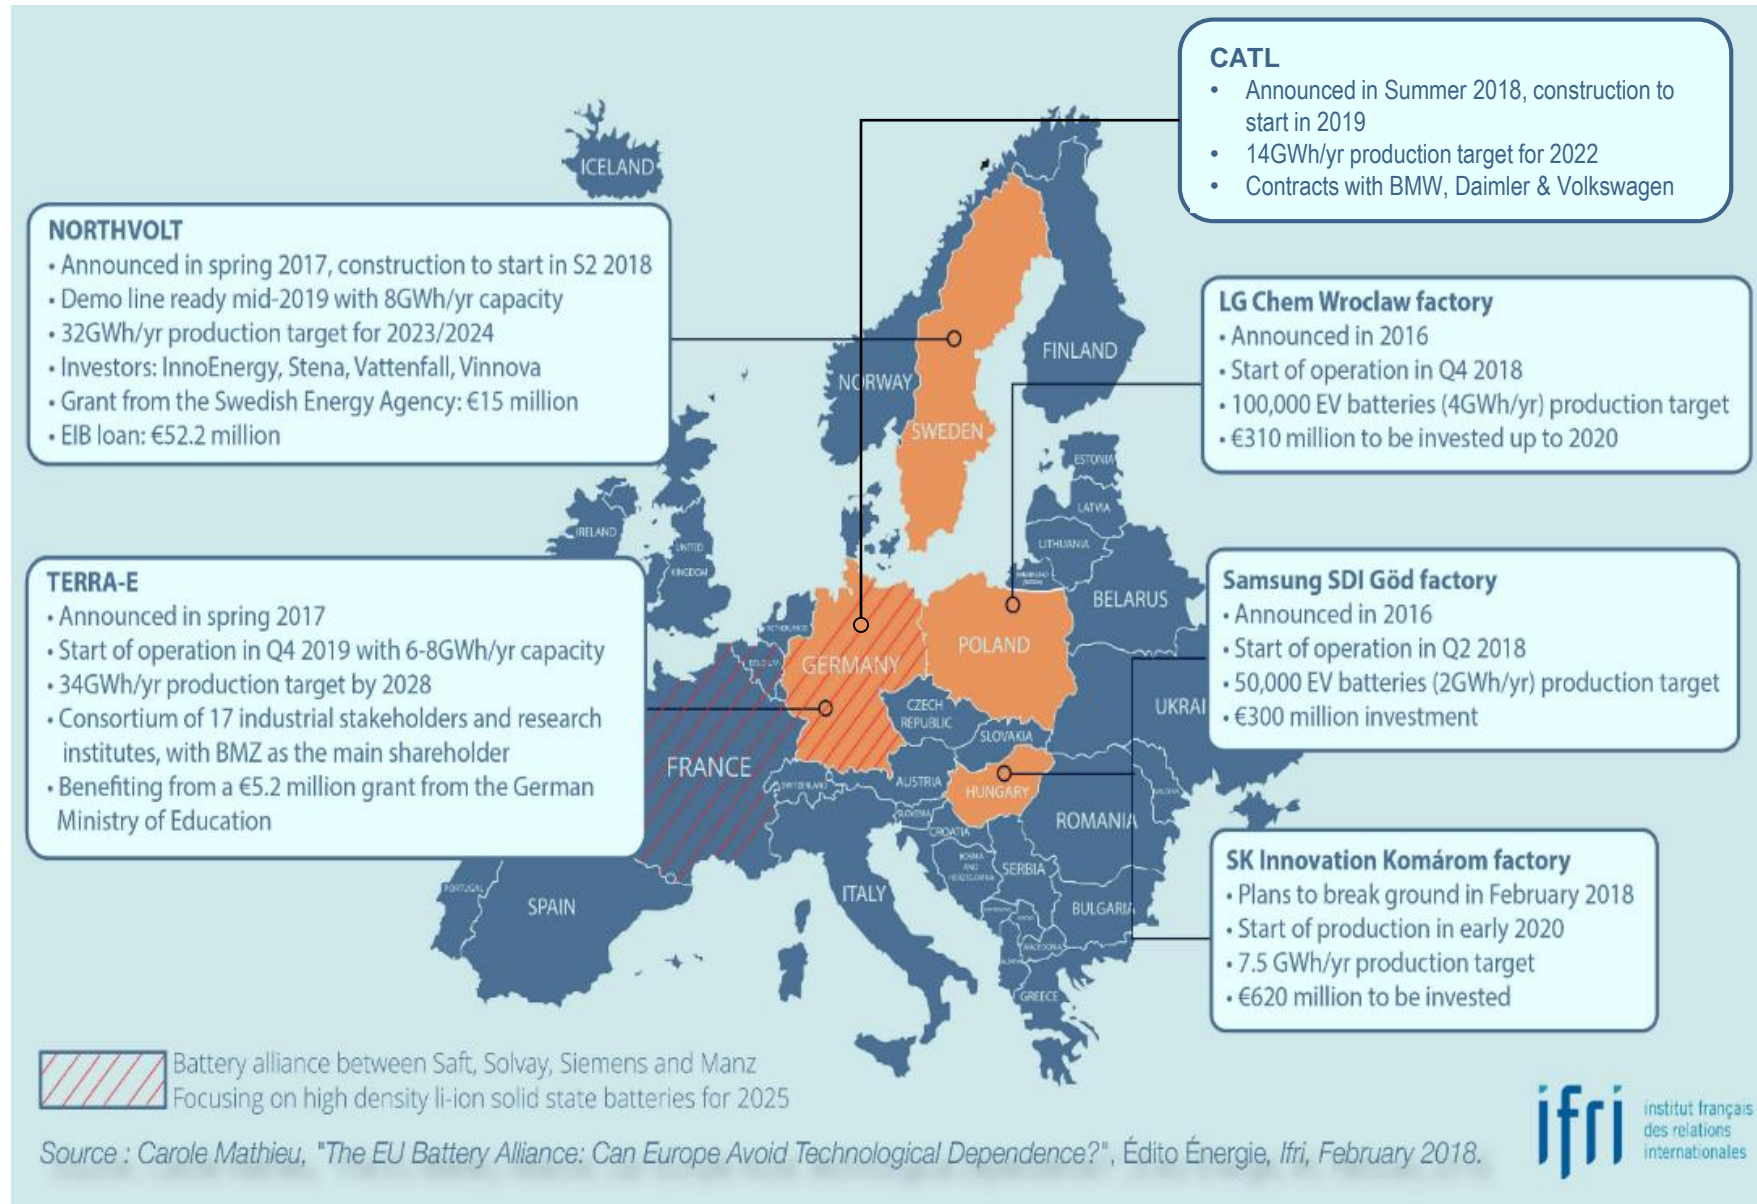 CATL
• Announced in Summer 2018, construction to
start in 2019
• 14GWh/yr production target for 2022
• Contracts with BMW, Daimler & Volkswagen
NORTHVOLT
• Announced in spring 2017, construction to start in S2 2018
• Demo line ready mid-2019 with 8GWh/yr capacity
• 32GWh/yr production target for 2023/2024
• Investors: InnoEnergy, Stena, Vattenfall, Vinnova
• Grant from the Swedish Energy Agency: €15 million
• EIB loan: €52.2 million
LG Chem Wroclaw factory
• Announced in 2016
• Start of operation in Q4 2018
• 100,000 EV batteries (4GWh/yr) production target
• €310 million to be invested up to 2020
TERRA-E
• Announced in spring 2017
• Start of operation in Q4 2019 with 6-8GWh/yr capacity
• 34GWh/yr production target by 2028
• Consortium of 17 industrial stakeholders and research
institutes, with BMZ as the main shareholder
• Benefiting from a €5.2 million grant from the German
Ministry of Education
Samsung SDI Göd factory
• Announced in 2016
• Start of operation in Q2 2018
• 50,000 EV batteries (2GWh/yr) production target
• €300 million investment
SK Innovation Komárom factory
• Plans to break ground in February 2018
• Start of production in early 2020
• 7.5 GWh/yr production target
• €620 million to be invested
ICELAND
FINLAND
NORWAY
SWEDEN
ESTONIA
LATVIA
LITHUANIA
IRELAND
UNITED
KINGDOM
BELARUS
NETHERLANDS
POLAND
GERMANY
BELGIUM
UKRAI
CZECH
REPUBLIC
SLOVAKIA
FRANCE
SWITZERLAND
AUSTRIA
HUNGARY
SLOVENIA
CROATIA
ROMANIA
BOSNIA
AND
HERZEGOVINA
SERBIA
ITALY
PORTUGAL
SPAIN
BULGARIA
MACEDONIA
GREECE
Battery alliance between Saft, Solvay, Siemens and Manz
Focusing on high density li-ion solid state batteries for 2025
Source : Carole Mathieu, "The EU Battery Alliance: Can Europe Avoid Technological Dependence?", Édito Énergie, Ifri, February 2018.
ifri
institut français
des relations
internationales